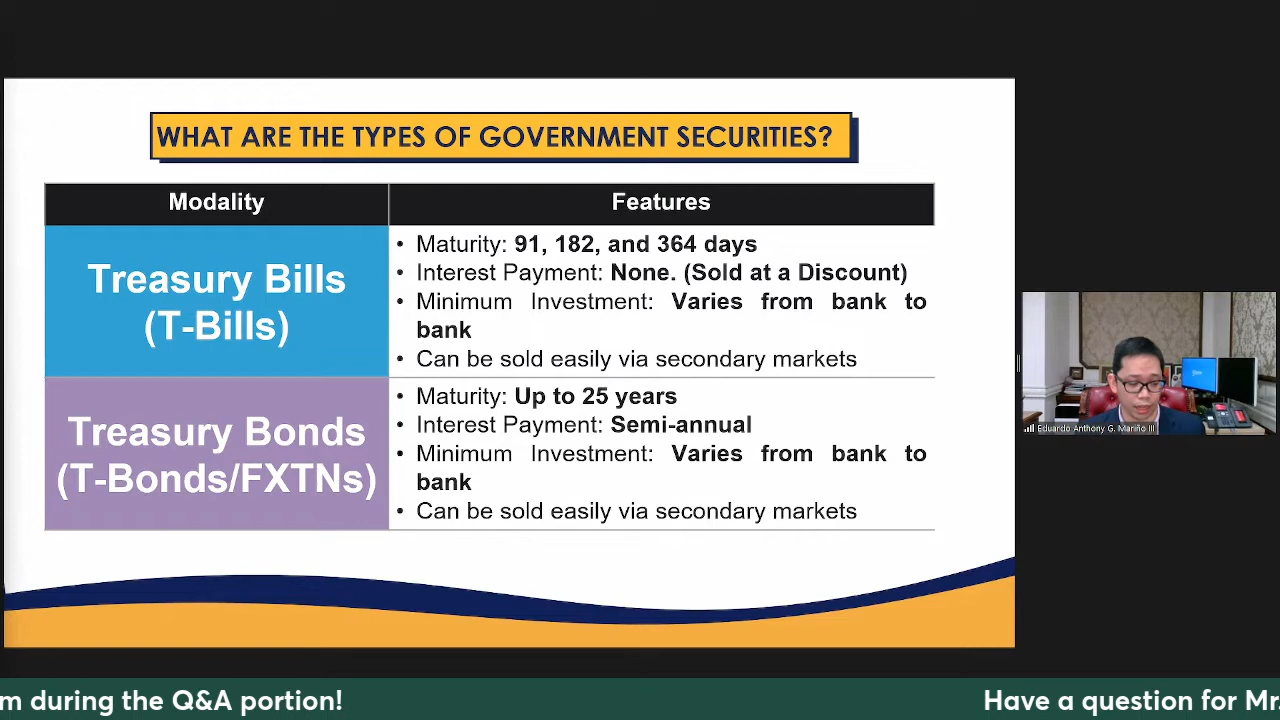 WHAT ARE THE TYPES OF GOVERNMENT SECURITIES?
Modality
Features
Treasury Bills
(T-Bills)
• Maturity: 91, 182, and 364 days
• Interest Payment: None. (Sold at a Discount)
• Minimum Investment: Varies from bank to
bank
• Can be sold easily via secondary markets
Treasury Bonds
(T-Bonds/FXTNs)
• Maturity: Up to 25 years
• Interest Payment: Semi-annual
• Minimum Investment: Varies from bank to
bank
• Can be sold easily via secondary markets
Eduardo Anthony G. Mariño III
m during the Q&A portion!
Have a question for Mr.